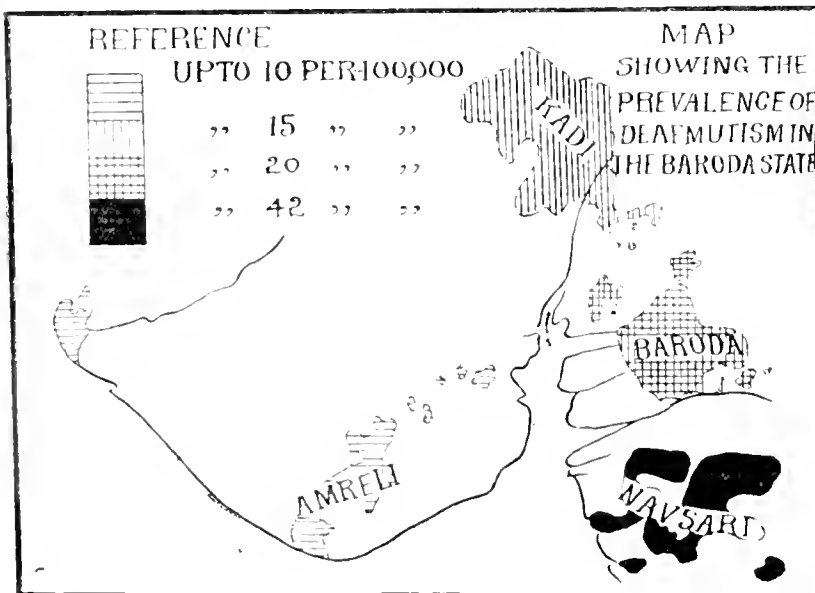 REFERENCE
UPTO 10 PER-100,000
,, 15 ,, ,,
,, 20 ,, ,,
,, 42 ,, ,,
MAP
SHOWING THE
PREVALENCE OF
DEAFMUTISM IN
THE BARODA STATE
KADI
BARODA
AMRELI
NAVSARI